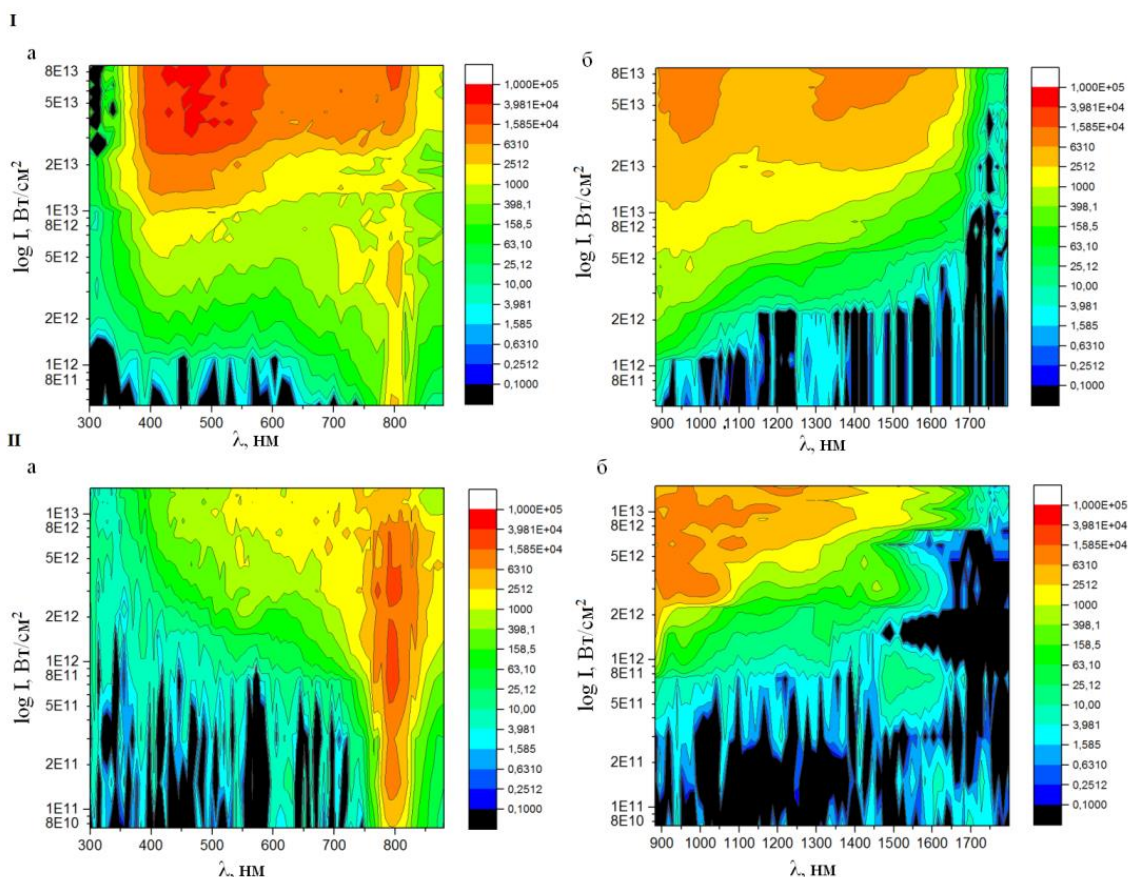 I
а
log I, Вт/см²
8E13
5E13
2E13
1E13
8E12
5E12
2E12
1E12
8E11
300 400 500 600 700 800
λ, нм
1,000E+05
3,981E+04
1,585E+04
6310
2512
1000
398,1
158,5
63,10
25,12
10,00
3,981
1,585
0,6310
0,2512
0,1000
б
log I, Вт/см²
8E13
5E13
2E13
1E13
8E12
5E12
2E12
1E12
8E11
900 1000 1100 1200 1300 1400 1500 1600 1700
λ, нм
1,000E+05
3,981E+04
1,585E+04
6310
2512
1000
398,1
158,5
63,10
25,12
10,00
3,981
1,585
0,6310
0,2512
0,1000
II
а
log I, Вт/см²
1E13
8E12
5E12
2E12
1E12
5E11
2E11
1E11
8E10
300 400 500 600 700 800
λ, нм
1,000E+05
3,981E+04
1,585E+04
6310
2512
1000
398,1
158,5
63,10
25,12
10,00
3,981
1,585
0,6310
0,2512
0,1000
б
log I, Вт/см²
1E13
8E12
5E12
2E12
1E12
5E11
2E11
1E11
8E10
900 1000 1100 1200 1300 1400 1500 1600 1700
λ, нм
1,000E+05
3,981E+04
1,585E+04
6310
2512
1000
398,1
158,5
63,10
25,12
10,00
3,981
1,585
0,6310
0,2512
0,1000